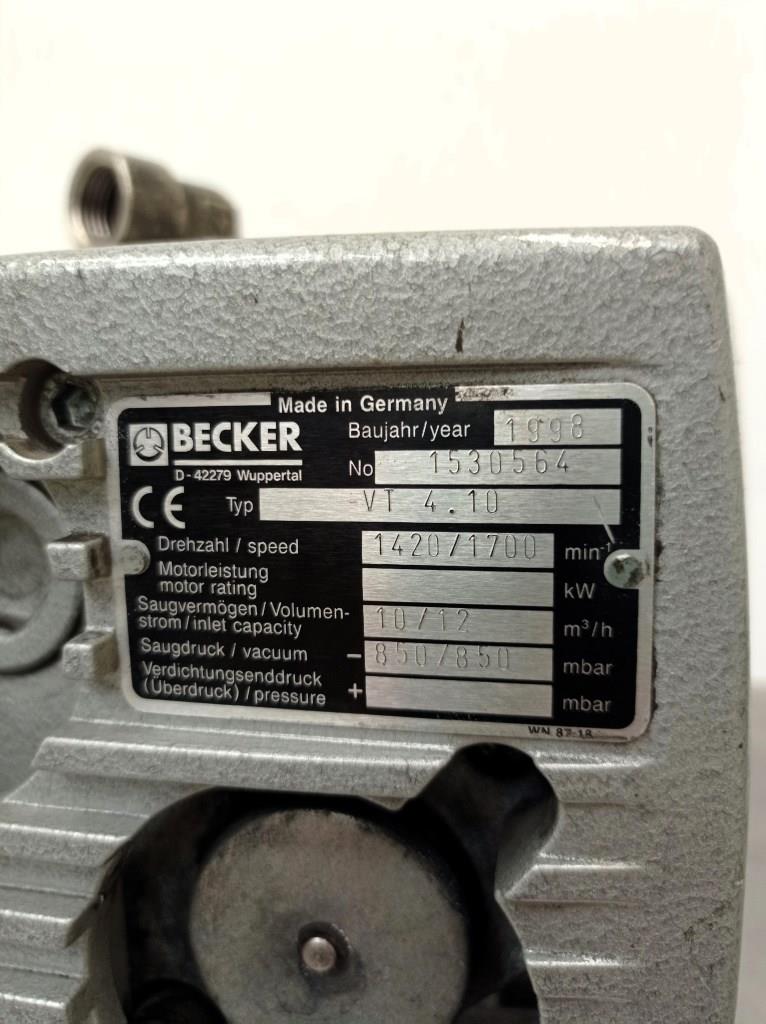 Made in Germany
BECKER
Baujahr/year 1998
D-42279 Wuppertal
No 1530564
CE Typ VT 4.10
Drehzahl / speed 1420/1700 min-1
Motorleistung
motor rating kW
Saugvermögen/Volumen-
strom/inlet capacity 10/12 m³/h
Saugdruck / vacuum - 850/850 mbar
Verdichtungsenddruck
(Überdruck) / pressure + mbar
WN 87-18